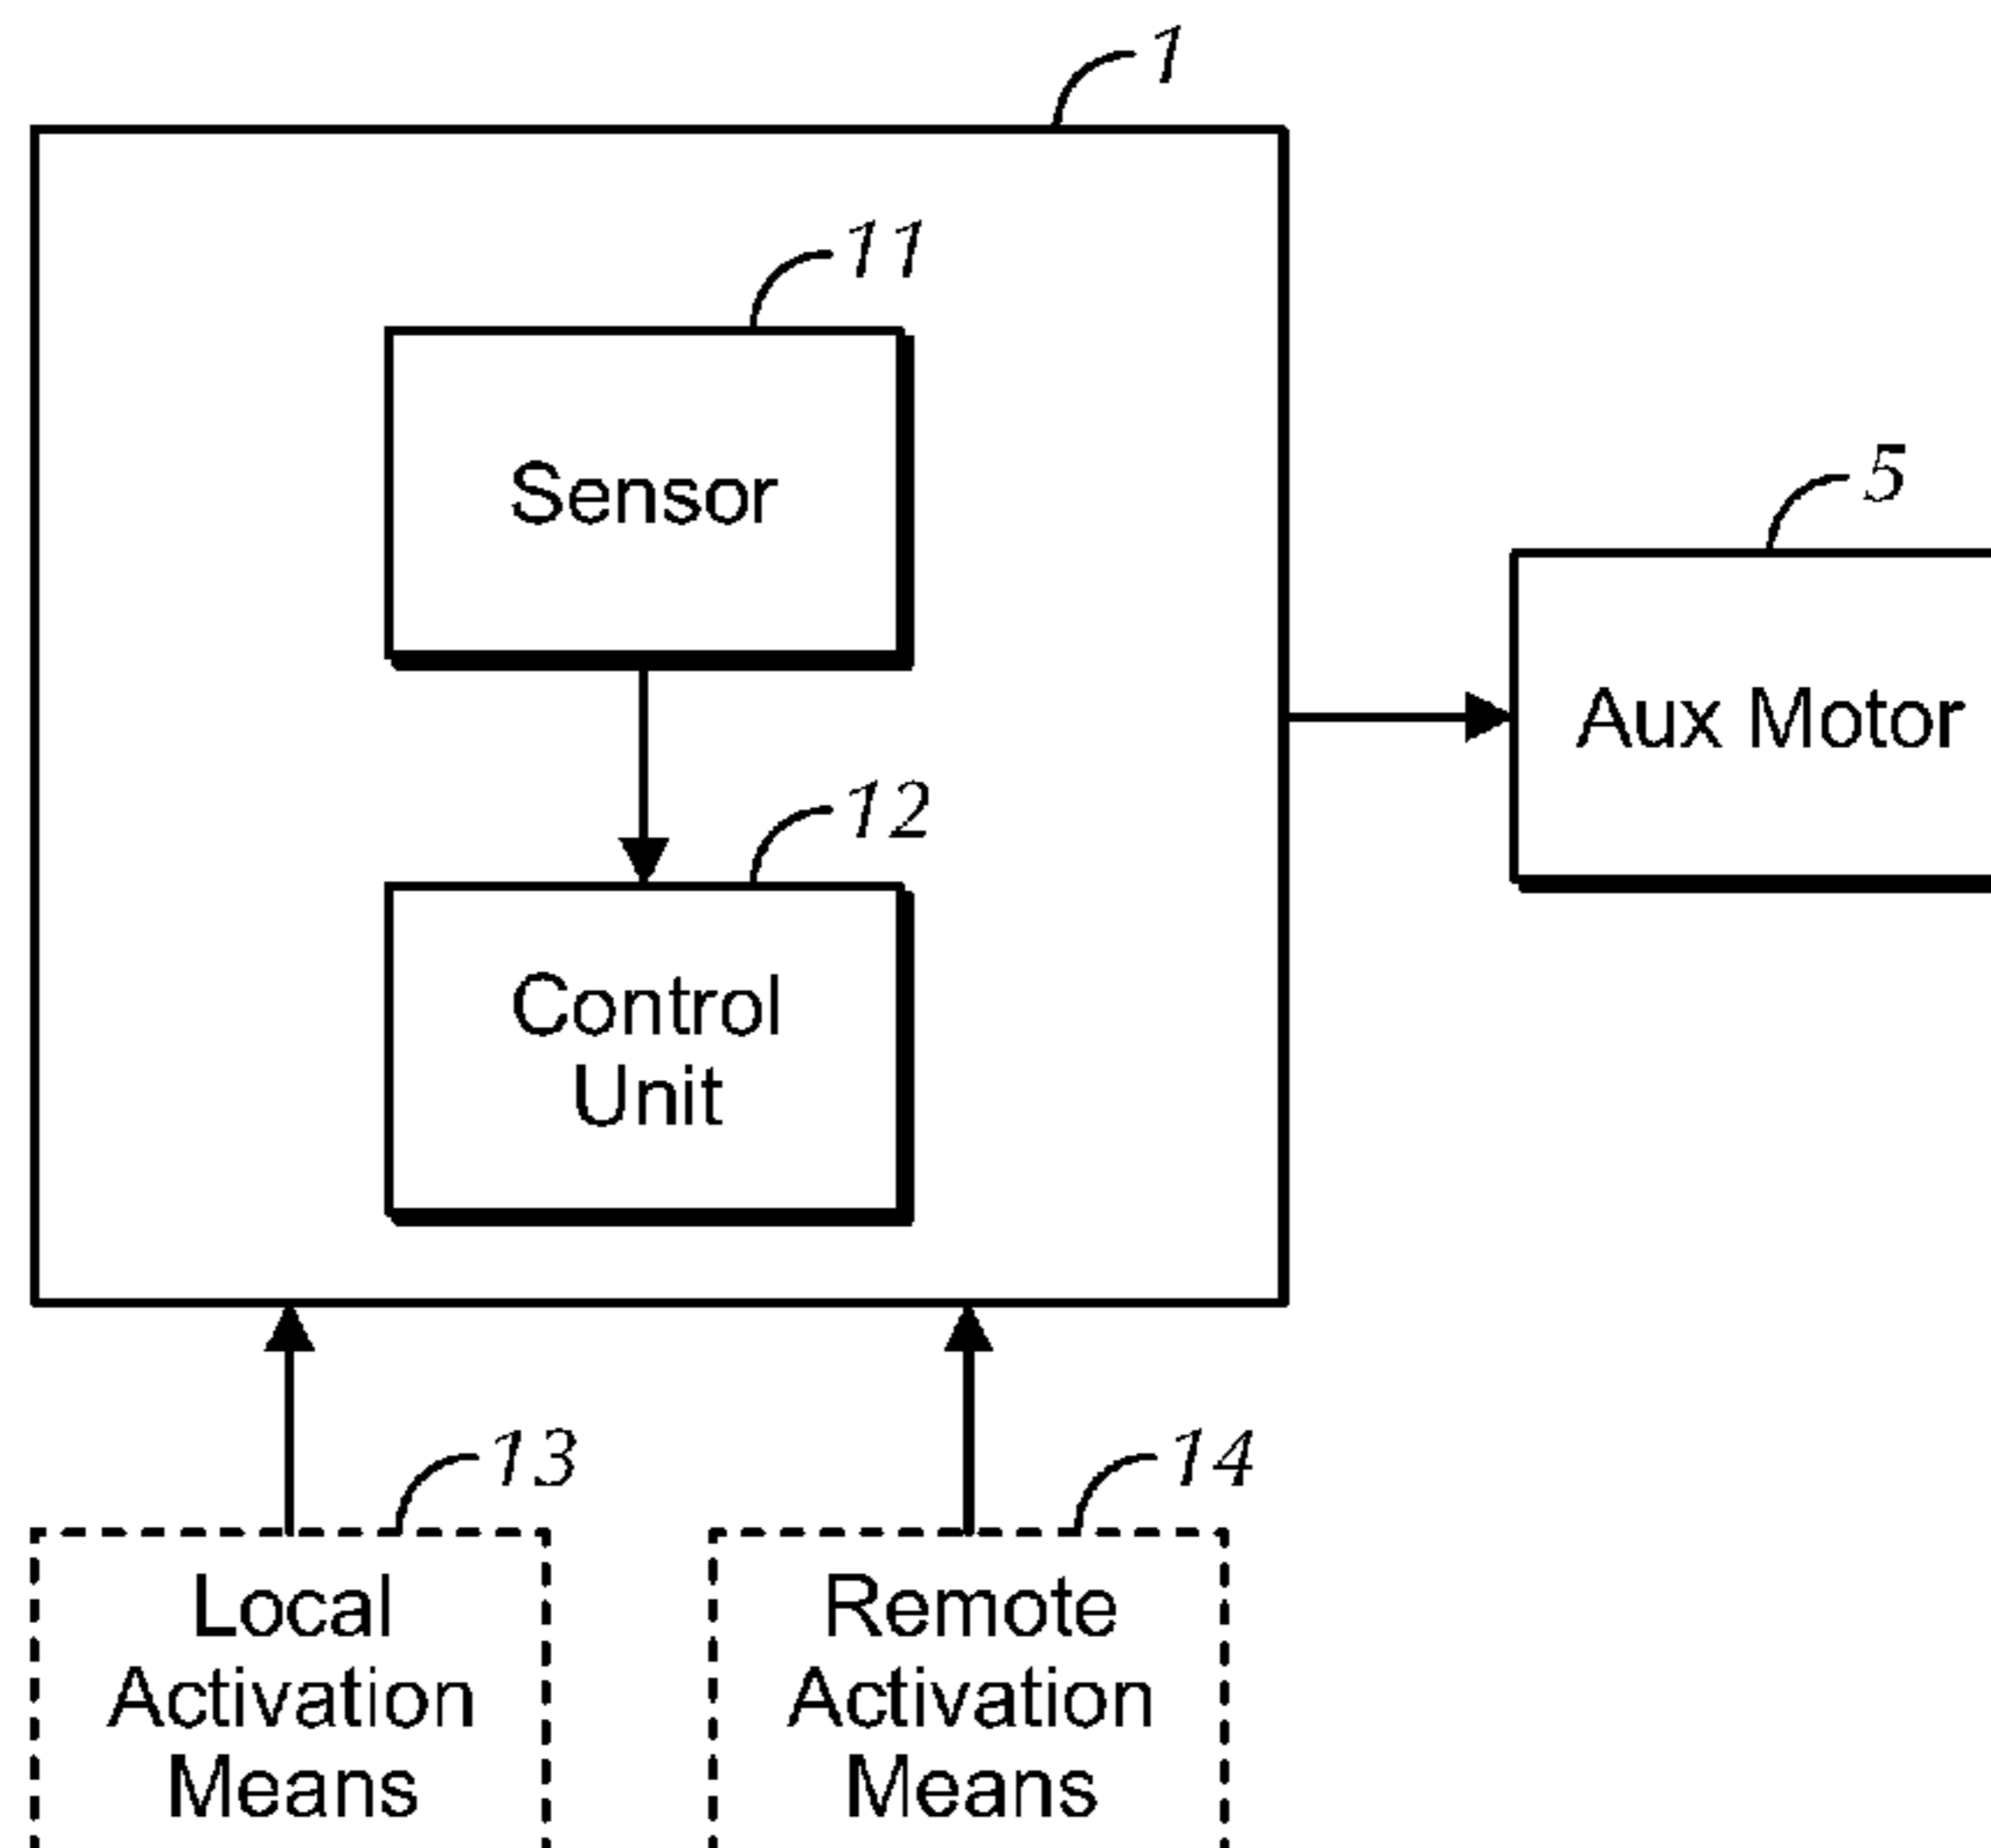 1
11
Sensor
5
Aux Motor
12
Control
Unit
13
14
Local
Activation
Means
Remote
Activation
Means